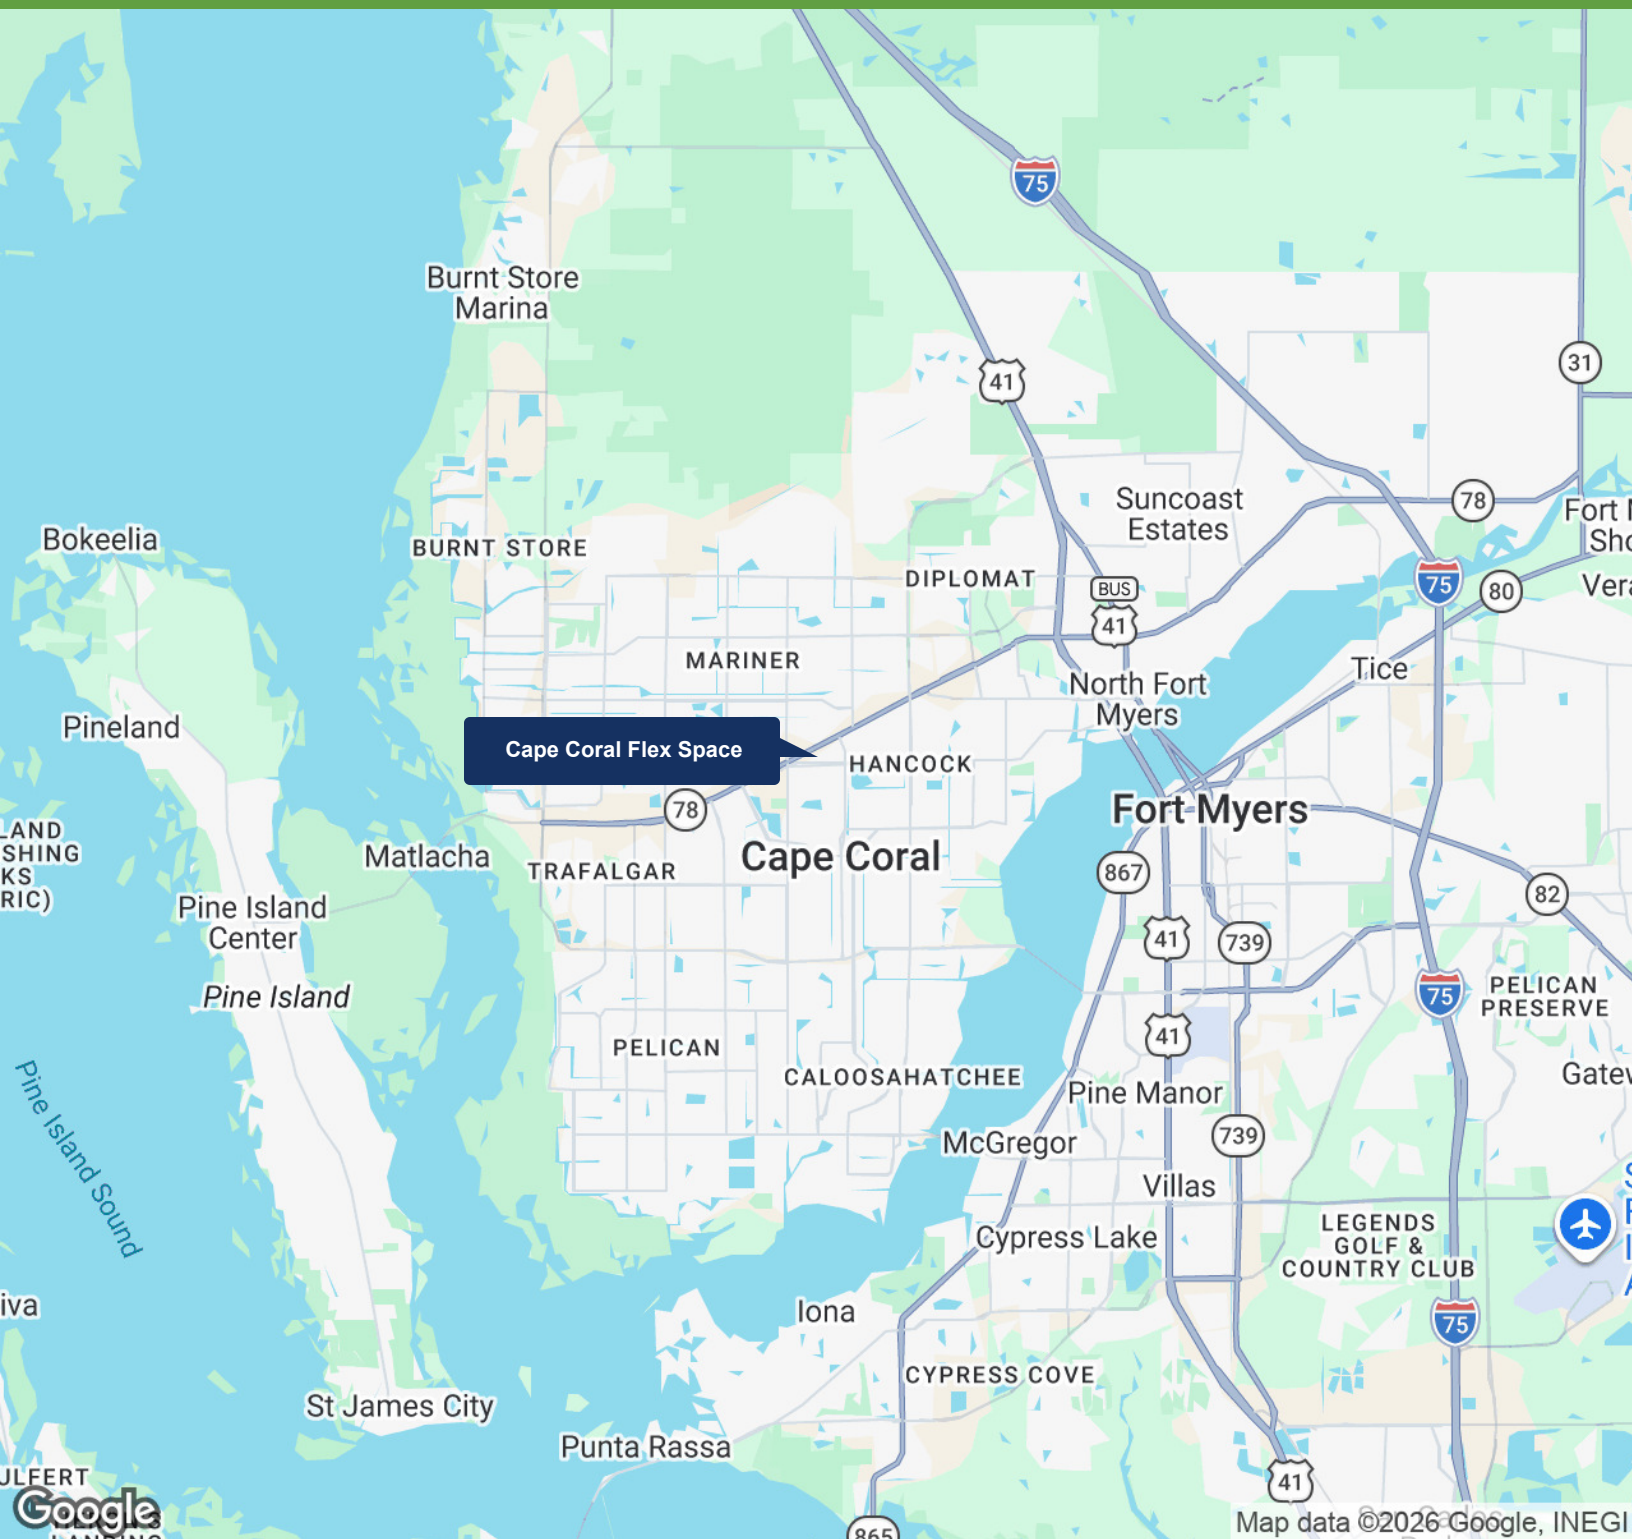 75
Burnt Store
Marina
31
41
Suncoast
Estates
78
Fort
Bokeelia
BURNT STORE
DIPLOMAT
BUS
41
75
80
MARINER
North Fort
Myers
Tice
Pineland
Cape Coral Flex Space
HANCOCK
78
Fort Myers
Matlacha
TRAFALGAR
Cape Coral
867
82
LAND
SHING
KS
RIC)
Pine Island
Center
41
739
Pine Island
75
PELICAN
PRESERVE
41
PELICAN
CALOOSAHATCHEE
Pine Manor
Pine Island Sound
McGregor
739
Villas
Cypress Lake
LEGENDS
GOLF &
COUNTRY CLUB
iva
Iona
75
CYPRESS COVE
St James City
Punta Rassa
ULFERT
41
Google
865
Map data ©2026 Google, INEGI